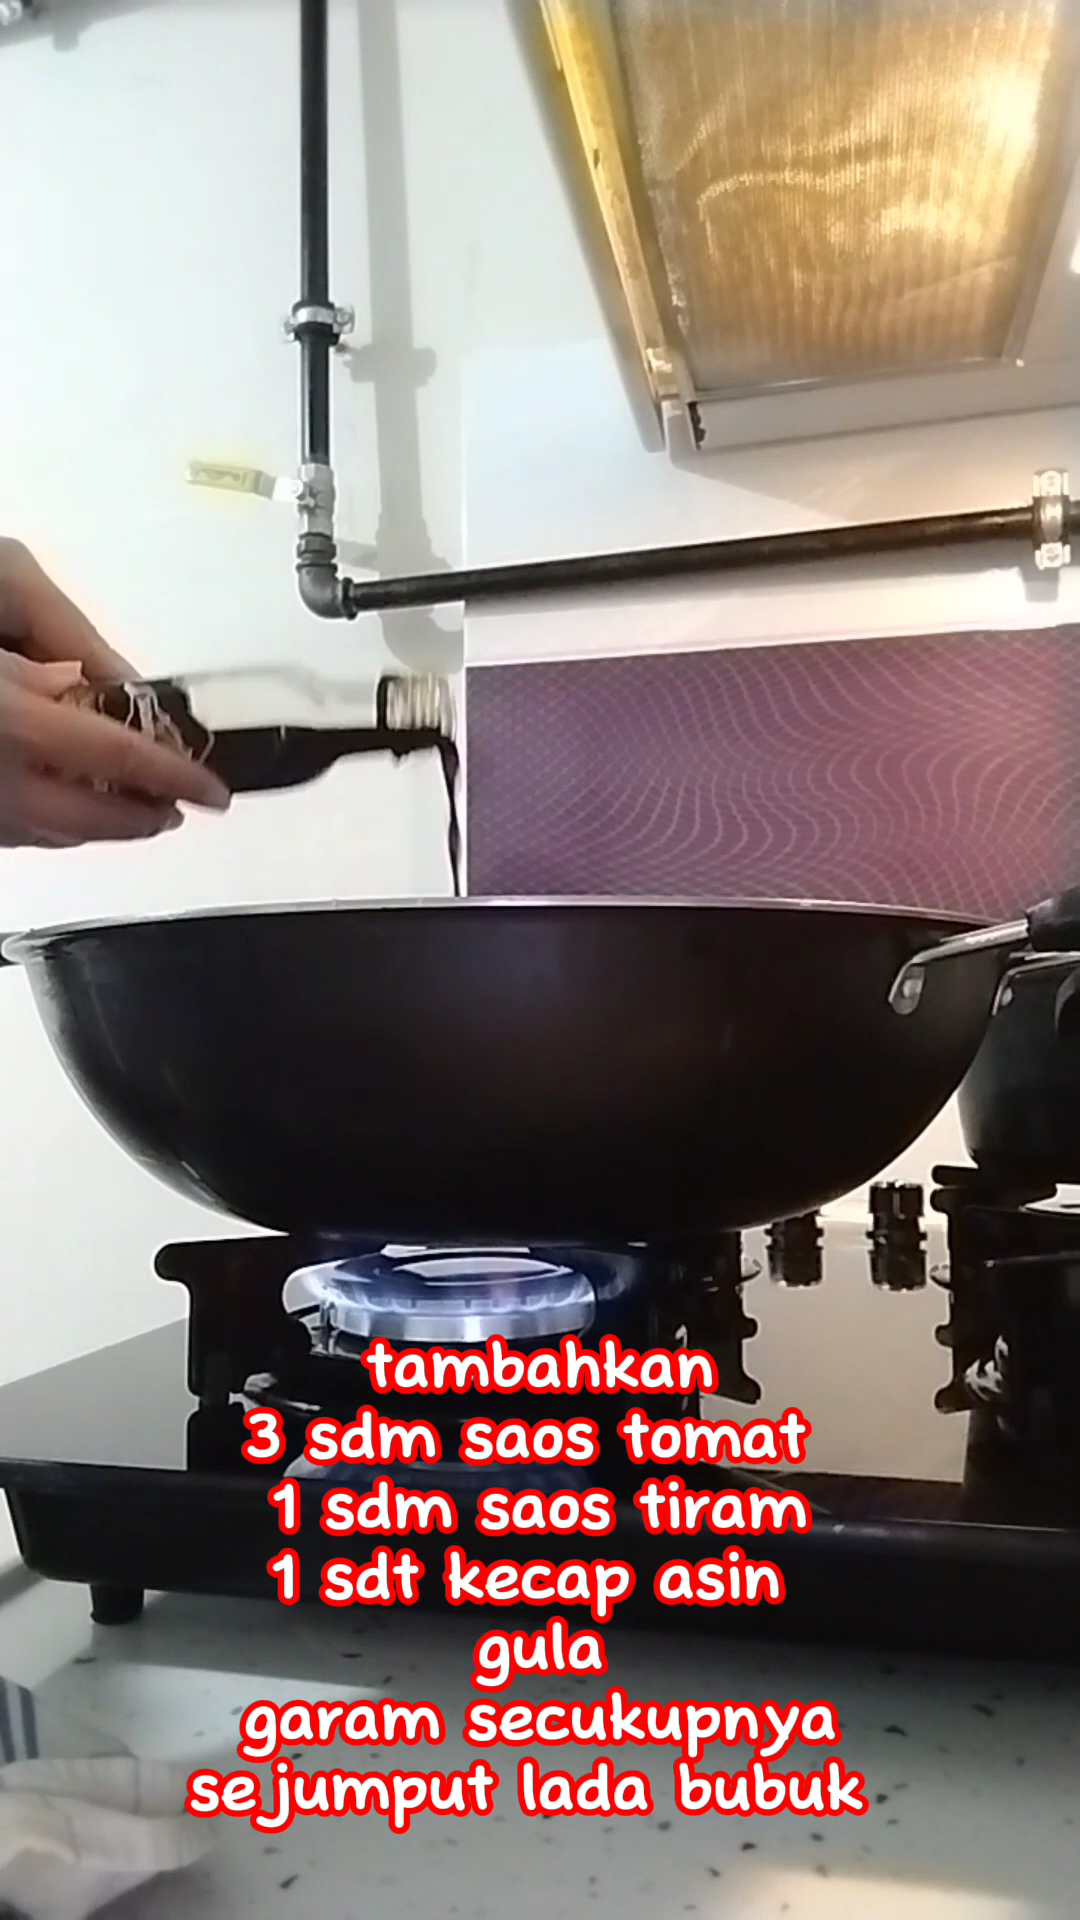 tambahkan
3 sdm saos tomat
1 sdm saos tiram
1 sdt kecap asin
gula
garam secukupnya
sejumput lada bubuk